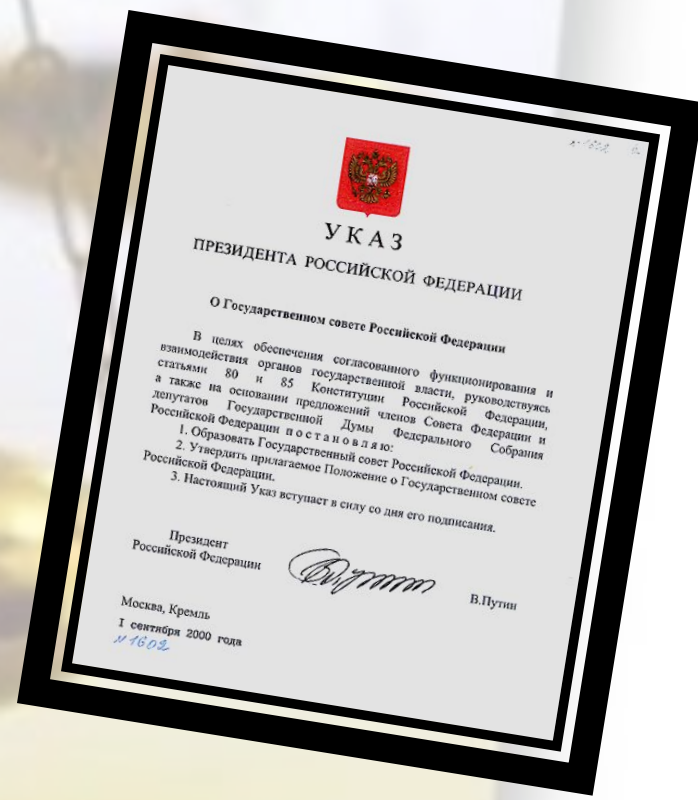 № 1602
УКАЗ
ПРЕЗИДЕНТА РОССИЙСКОЙ ФЕДЕРАЦИИ
О Государственном совете Российской Федерации
В целях обеспечения согласованного функционирования и
взаимодействия органов государственной власти, руководствуясь
статьями 80 и 85 Конституции Российской Федерации,
а также на основании предложений членов Совета Федерации и
депутатов Государственной Думы Федерального Собрания
Российской Федерации п о с т а н о в л я ю:
1. Образовать Государственный совет Российской Федерации.
2. Утвердить прилагаемое Положение о Государственном совете
Российской Федерации.
3. Настоящий Указ вступает в силу со дня его подписания.
Президент
Российской Федерации
В.Путин
Москва, Кремль
1 сентября 2000 года
№ 1602